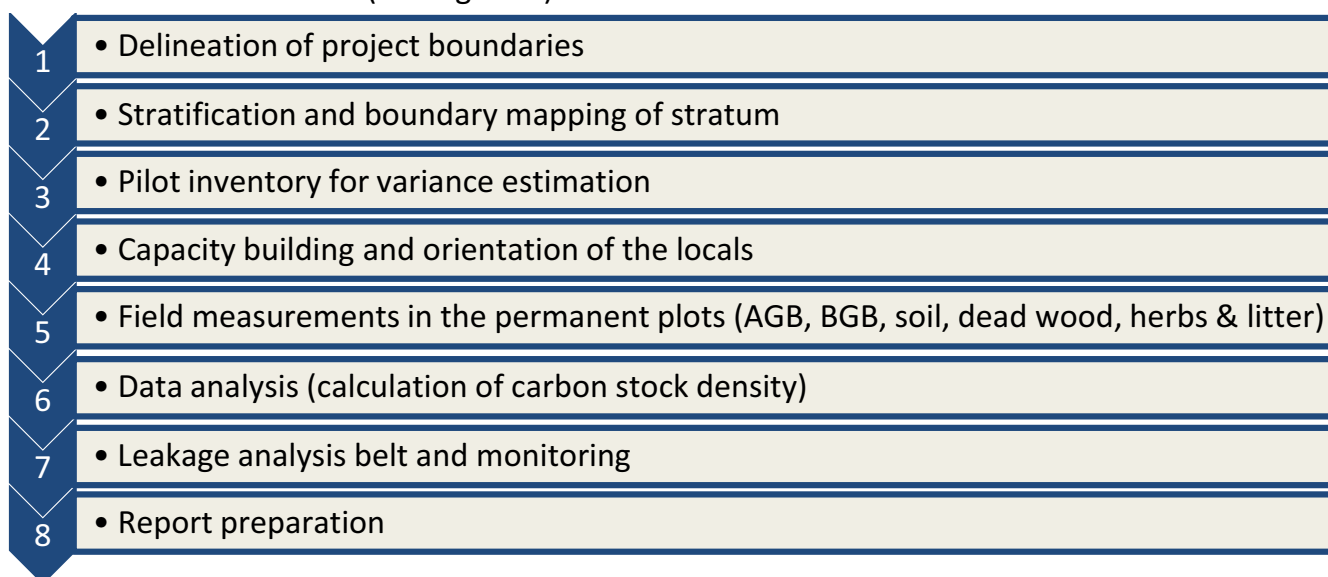 1 • Delineation of project boundaries
2 • Stratification and boundary mapping of stratum
3 • Pilot inventory for variance estimation
4 • Capacity building and orientation of the locals
5 • Field measurements in the permanent plots (AGB, BGB, soil, dead wood, herbs & litter)
6 • Data analysis (calculation of carbon stock density)
7 • Leakage analysis belt and monitoring
8 • Report preparation